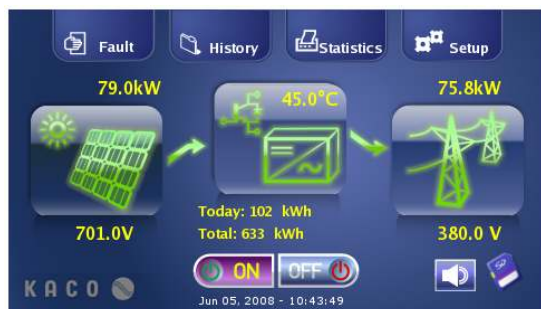 Fault
History
Statistics
Setup
79.0kW
45.0°C
75.8kW
Today: 102 kWh
Total: 633 kWh
701.0V
380.0 V
ON
OFF
KACO
Jun 05, 2008 - 10:43:49